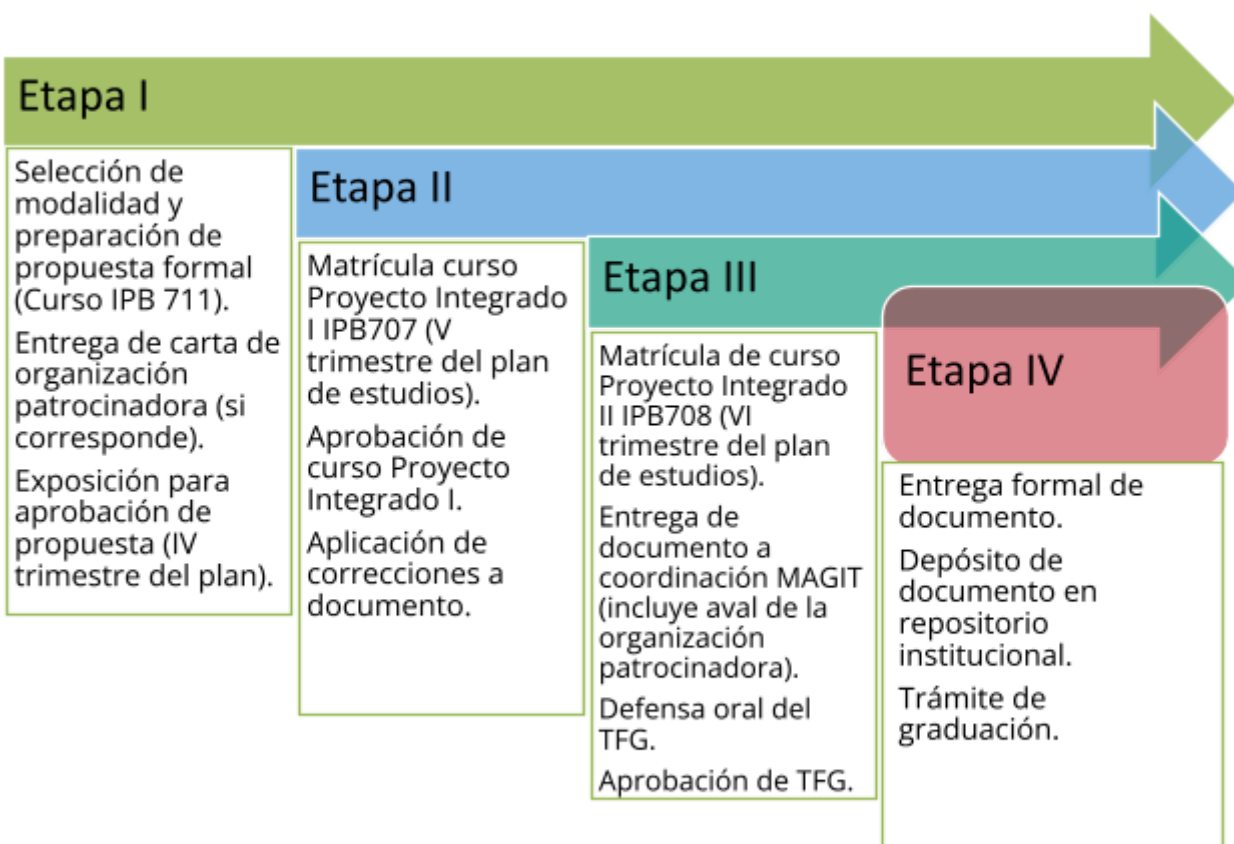 Etapa I
Selección de
modalidad y
preparación de
propuesta formal
(Curso IPB 711).
Entrega de carta de
organización
patrocinadora (si
corresponde).
Exposición para
aprobación de
propuesta (IV
trimestre del plan).
Etapa II
Matrícula curso
Proyecto Integrado
I IPB707 (V
trimestre del plan
de estudios).
Aprobación de
curso Proyecto
Integrado I.
Aplicación de
correcciones a
documento.
Etapa III
Matrícula de curso
Proyecto Integrado
II IPB708 (VI
trimestre del plan
de estudios).
Entrega de
documento a
coordinación MAGIT
(incluye aval de la
organización
patrocinadora).
Defensa oral del
TFG.
Aprobación de TFG.
Etapa IV
Entrega formal de
documento.
Depósito de
documento en
repositorio
institucional.
Trámite de
graduación.